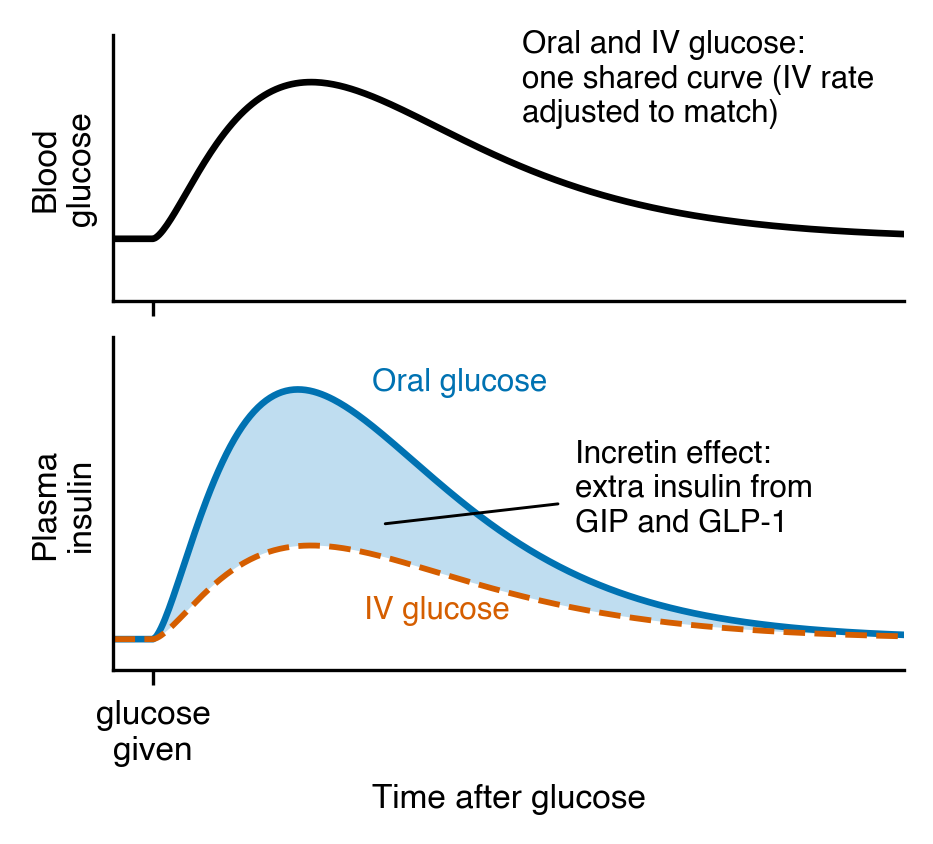 Oral and IV glucose:
one shared curve (IV rate
adjusted to match)
Blood
glucose
Oral glucose
Incretin effect:
extra insulin from
GIP and GLP-1
Plasma
insulin
IV glucose
glucose
given
Time after glucose